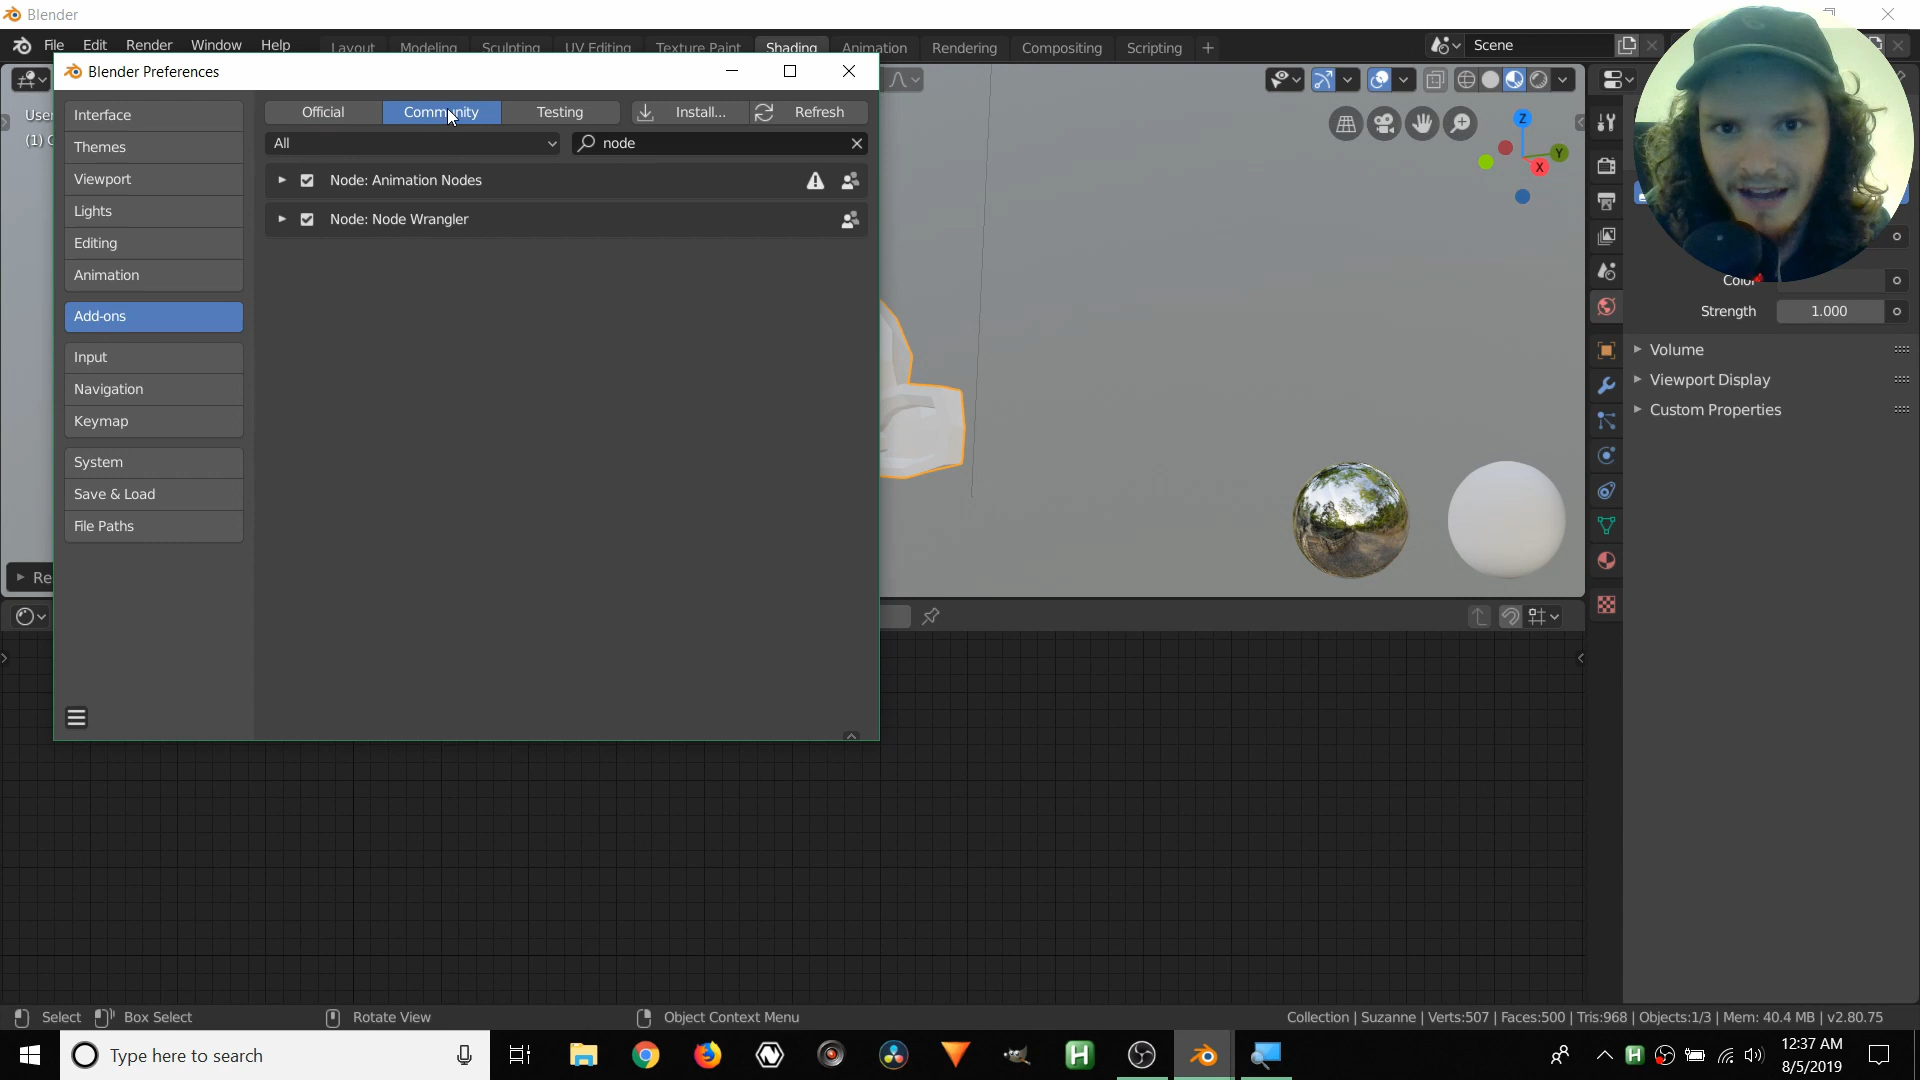 Blender
File Edit Render Window Help Layout Modeling Sculpting UV Editing Texture Paint Shading Animation Rendering Compositing Scripting + Scene
Blender Preferences
Interface
Themes
Viewport
Lights
Editing
Animation
Add-ons
Input
Navigation
Keymap
System
Save & Load
File Paths
Official Community Testing Install... Refresh
All node
Node: Animation Nodes
Node: Node Wrangler
User
(1) C
Re
Z
Y
X
Color
Strength 1.000
Volume
Viewport Display
Custom Properties
Select Box Select Rotate View Object Context Menu Collection | Suzanne | Verts:507 | Faces:500 | Tris:968 | Objects:1/3 | Mem: 40.4 MB | v2.80.75
Type here to search
H
H
12:37 AM
8/5/2019